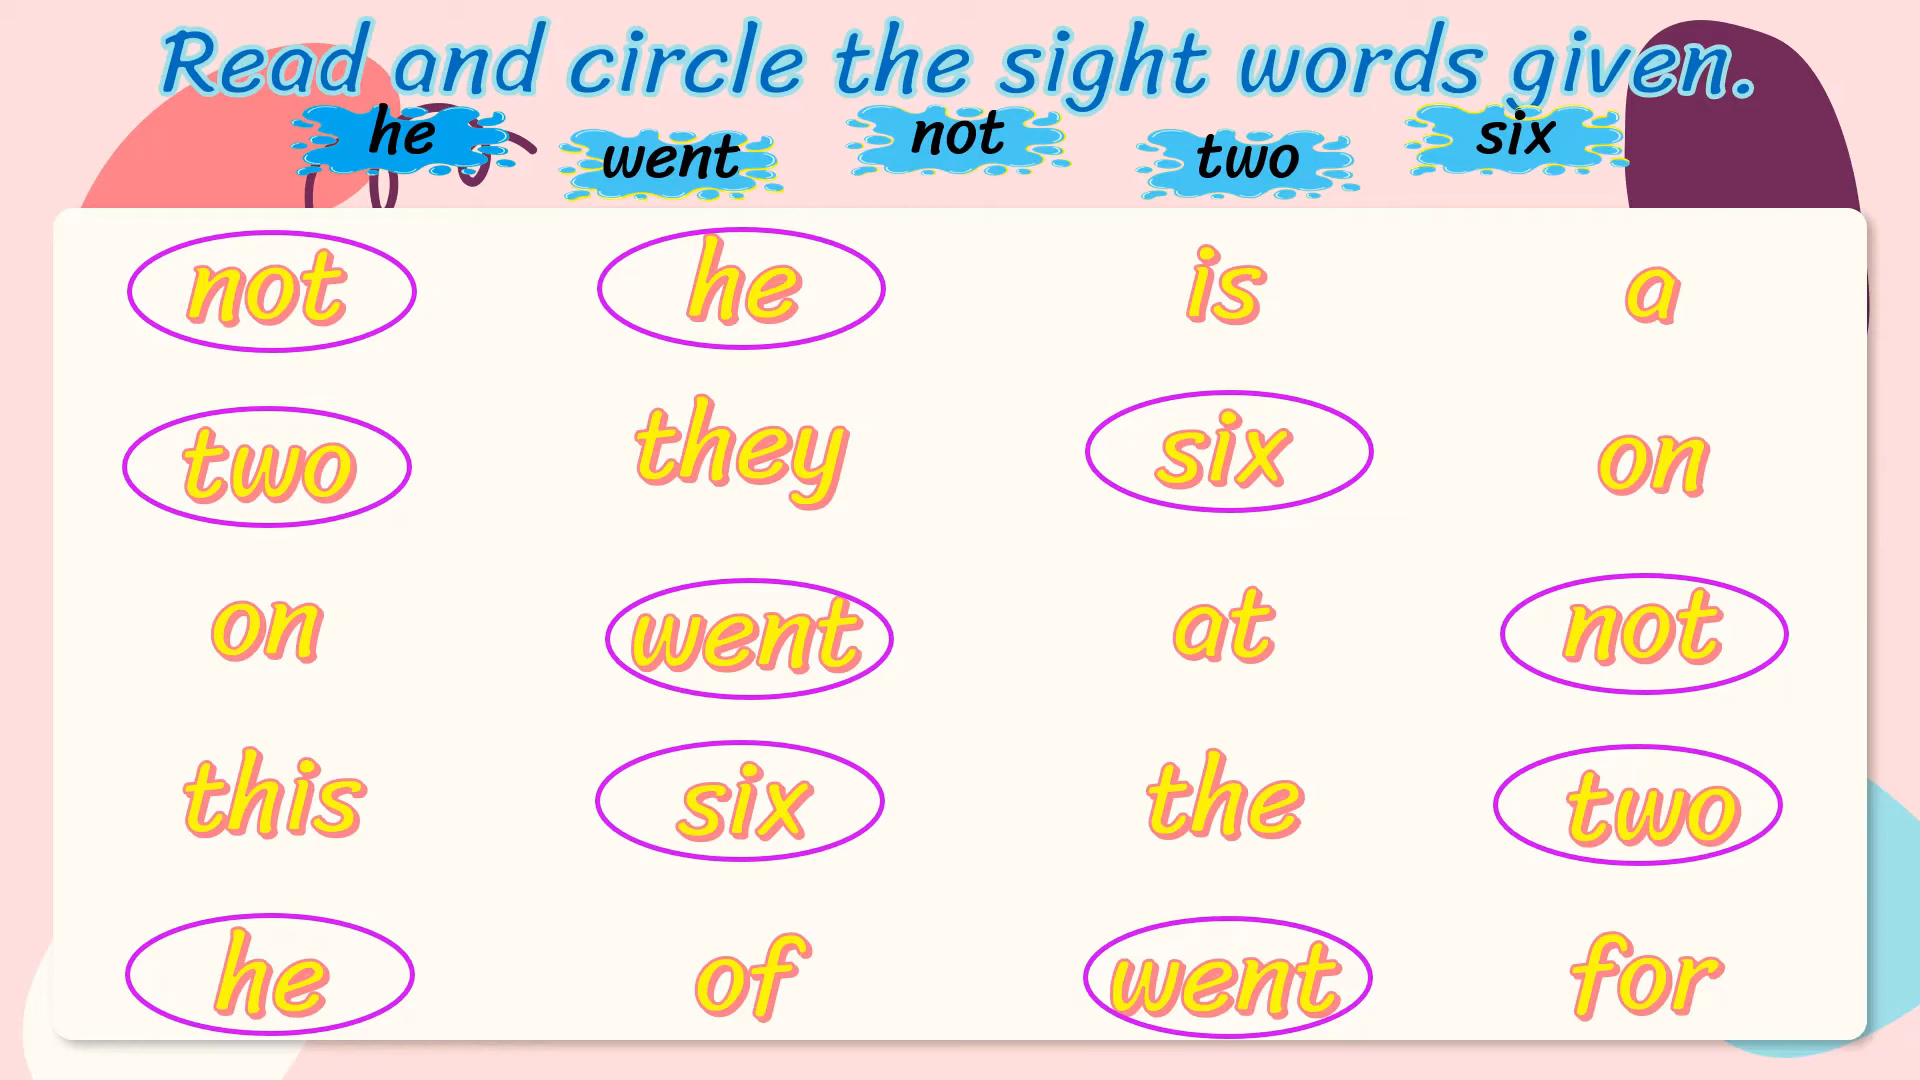 Read and circle the sight words given.
he went not two six
not he is a
two they six on
on went at not
this six the two
he of went for